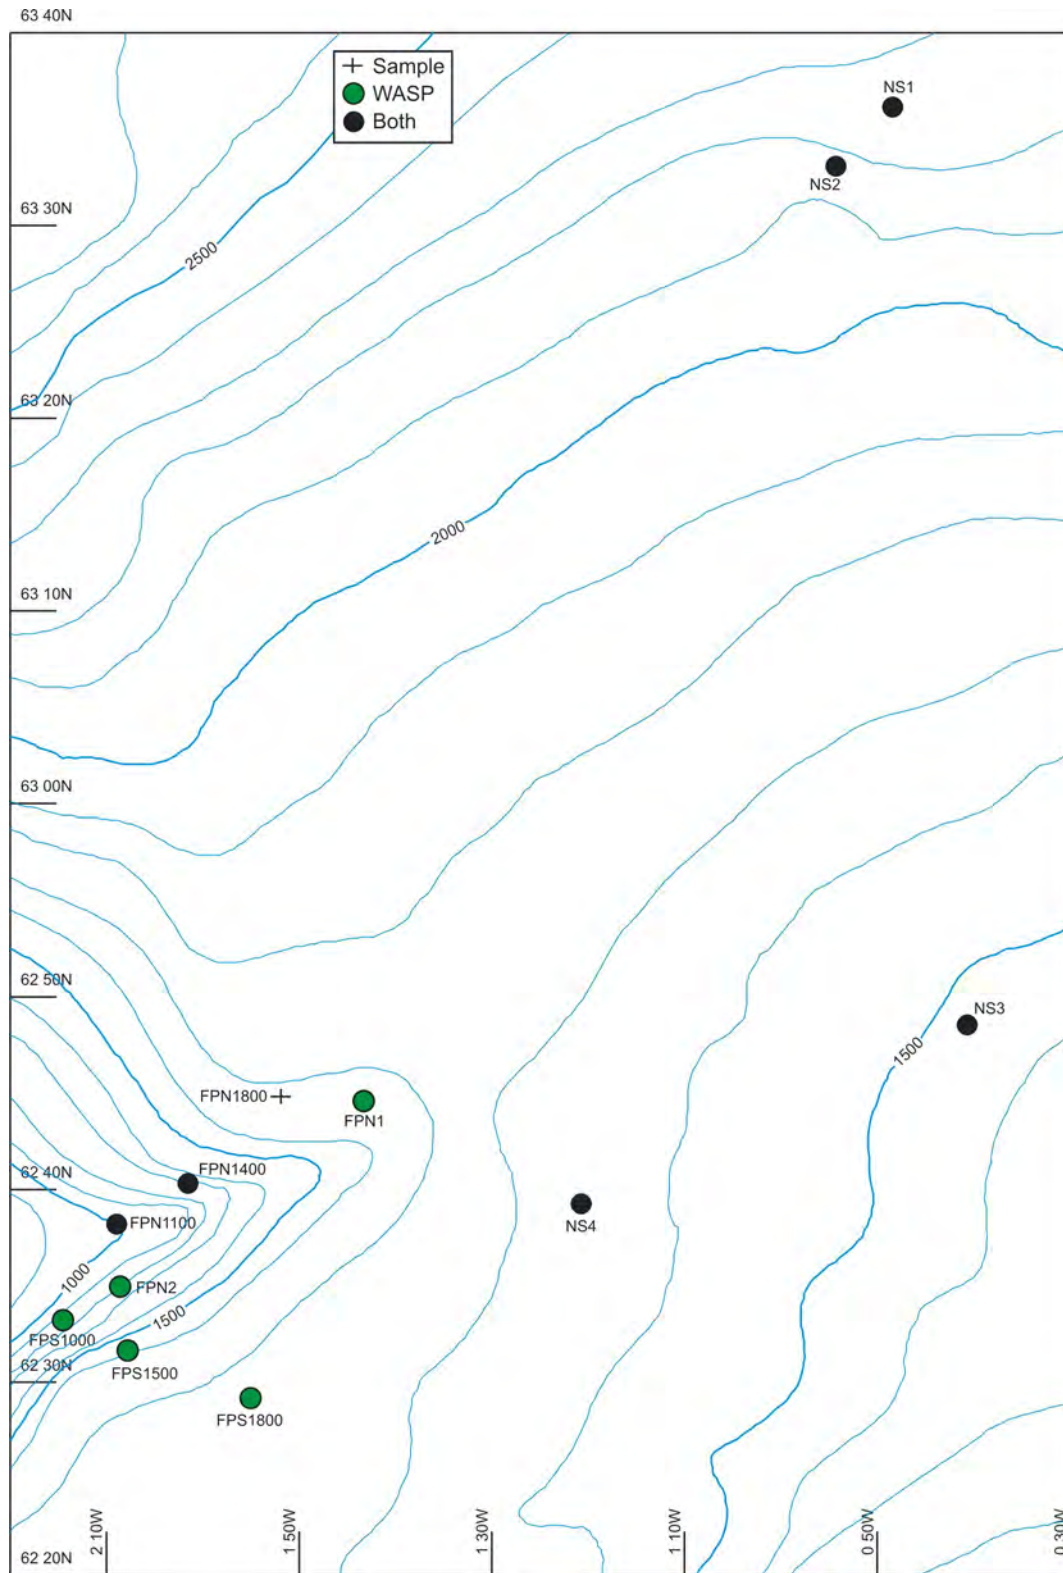 63 40N
Sample
WASP
Both
NS1
NS2
63 30N
2500
63 20N
2000
63 10N
63 00N
62 50N
NS3
1500
FPN1800
FPN1
FPN1400
62 40N
FPN1100
NS4
1000
FPN2
1500
FPS1000
FPS1500
62 30N
FPS1800
2 10W
1 50W
1 30W
1 10W
0 50W
0 30W
62 20N